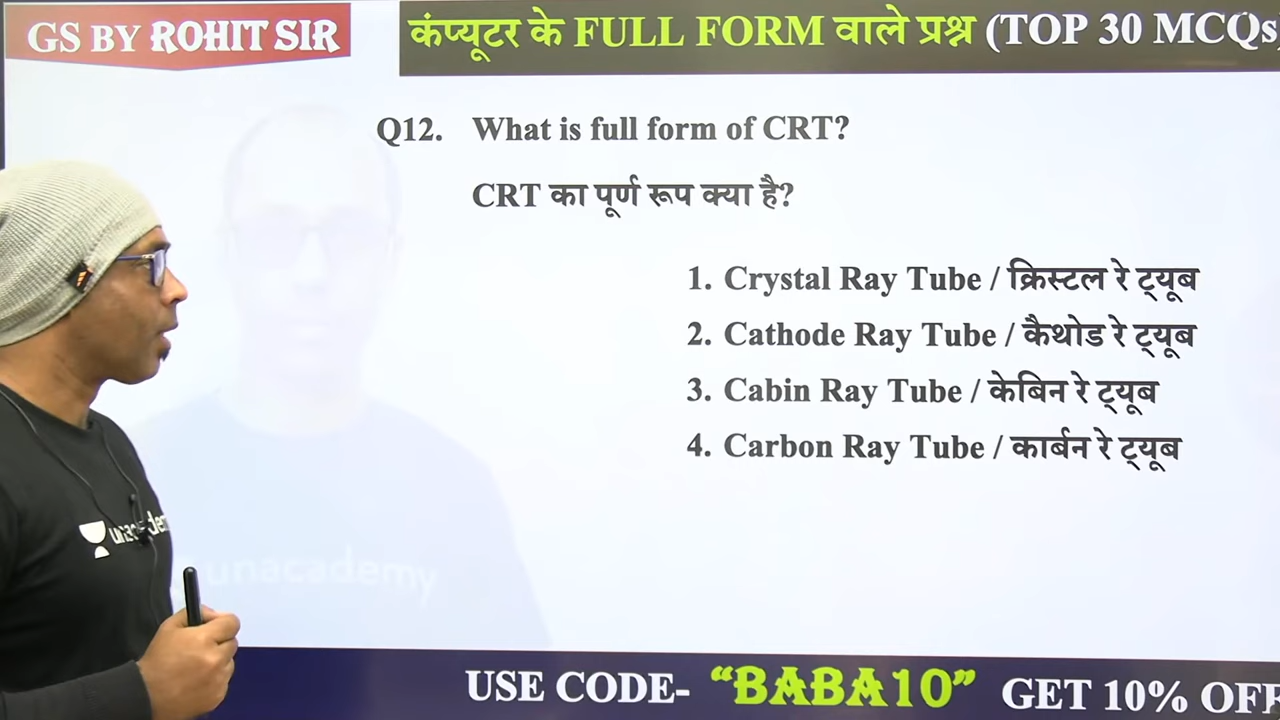 GS BY ROHIT SIR
कंप्यूटर के FULL FORM वाले प्रश्न (TOP 30 MCQs
Q12. What is full form of CRT?
CRT का पूर्ण रूप क्या है?
1. Crystal Ray Tube / क्रिस्टल रे ट्यूब
2. Cathode Ray Tube / कैथोड रे ट्यूब
3. Cabin Ray Tube / केबिन रे ट्यूब
4. Carbon Ray Tube / कार्बन रे ट्यूब
unacademy
USE CODE- “BABA10” GET 10% OFF